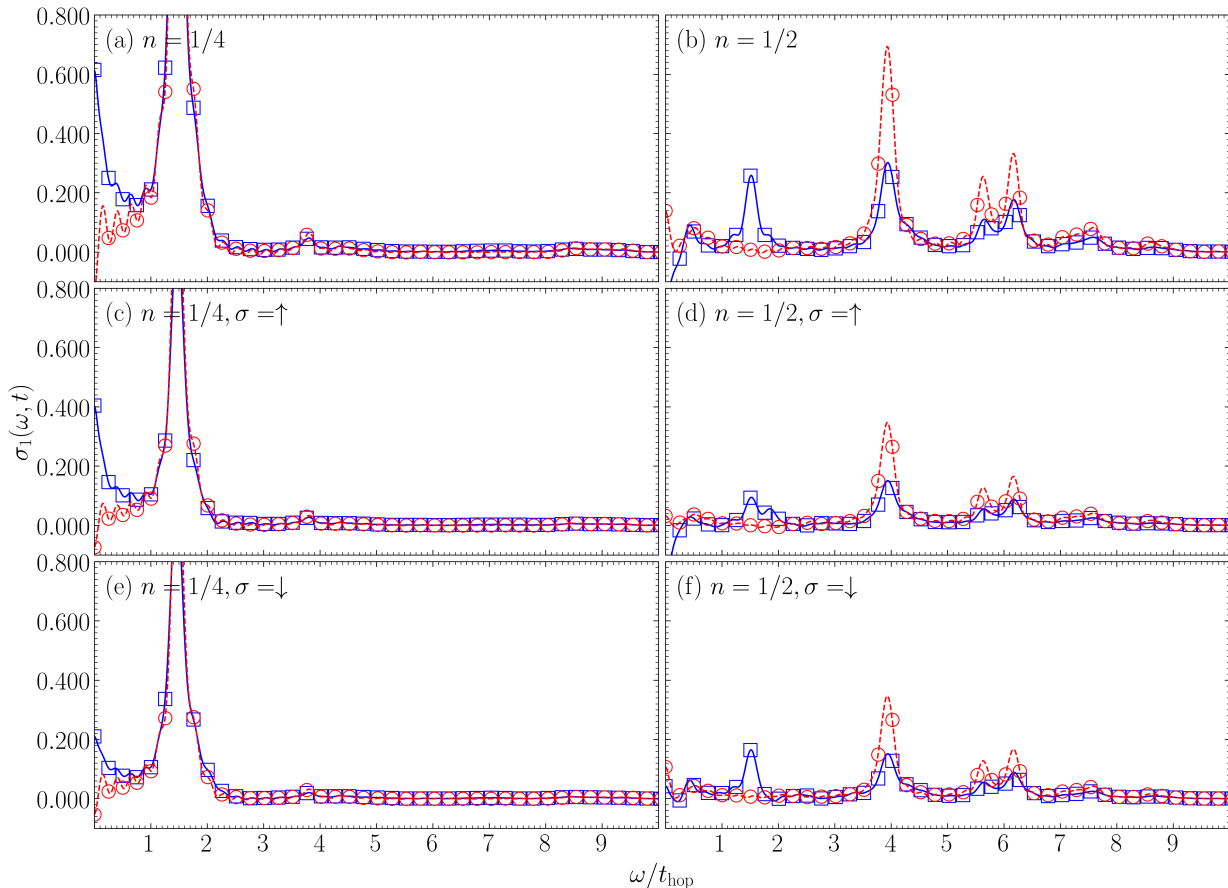 (a) n = 1/4
(b) n = 1/2
0.800
0.600
0.400
0.200
0.000
(c) n = 1/4, σ =↑
(d) n = 1/2, σ =↑
0.800
0.600
0.400
0.200
0.000
σ₁(ω, t)
(e) n = 1/4, σ =↓
(f) n = 1/2, σ =↓
0.800
0.600
0.400
0.200
0.000
1 2 3 4 5 6 7 8 9
1 2 3 4 5 6 7 8 9
ω/t_hop